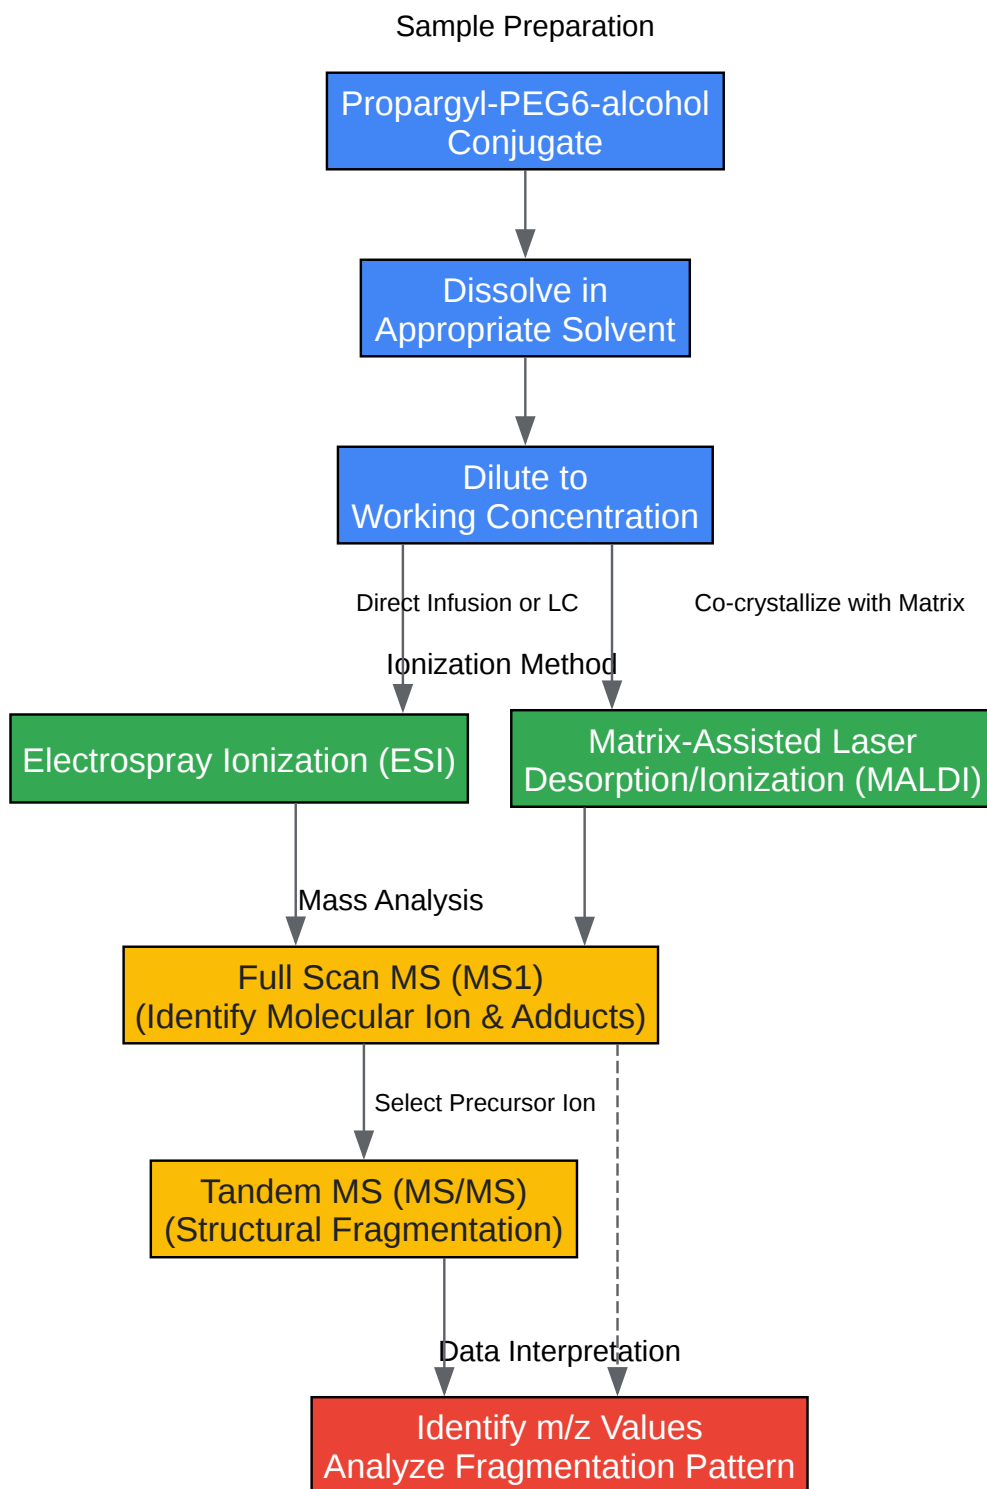 Sample Preparation
Propargyl-PEG6-alcohol
Conjugate
Dissolve in
Appropriate Solvent
Dilute to
Working Concentration
Direct Infusion or LC
Co-crystallize with Matrix
Ionization Method
Electrospray Ionization (ESI)
Matrix-Assisted Laser
Desorption/Ionization (MALDI)
Mass Analysis
Full Scan MS (MS1)
(Identify Molecular Ion & Adducts)
Select Precursor Ion
Tandem MS (MS/MS)
(Structural Fragmentation)
Data Interpretation
Identify m/z Values
Analyze Fragmentation Pattern